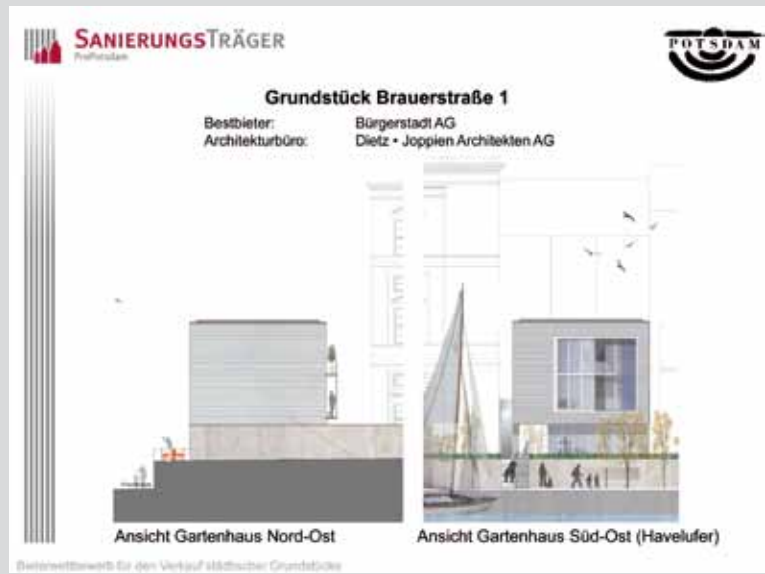 SANIERUNGSTRÄGER
ProPotsdam
POTSDAM
Grundstück Brauerstraße 1
Bestbieter: Bürgerstadt AG
Architekturbüro: Dietz • Joppien Architekten AG
Ansicht Gartenhaus Nord-Ost
Ansicht Gartenhaus Süd-Ost (Havelufer)
Bieterwettbewerb für den Verkauf städtischer Grundstücke